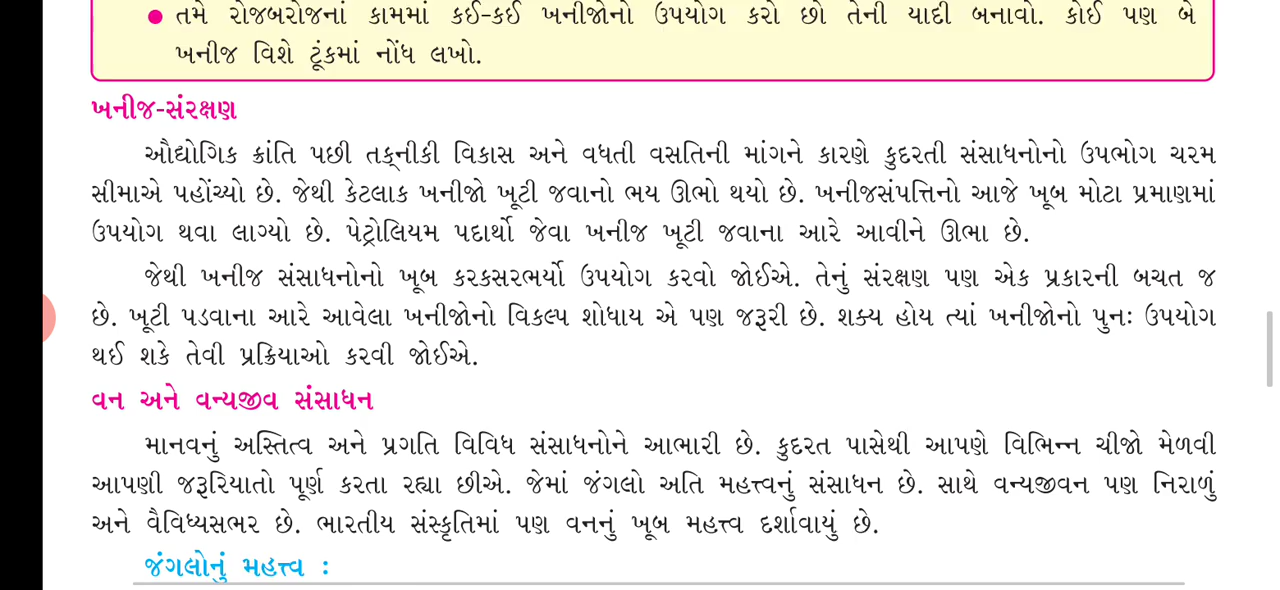 ● તમે રોજબરોજનાં કામમાં કઈ-કઈ ખનીજોનો ઉપયોગ કરો છો તેની યાદી બનાવો. કોઈ પણ બે
ખનીજ વિશે ટૂંકમાં નોંધ લખો.
ખનીજ-સંરક્ષણ
ઔદ્યોગિક ક્રાંતિ પછી તક્નીકી વિકાસ અને વધતી વસતિની માંગને કારણે કુદરતી સંસાધનોનો ઉપભોગ ચરમ
સીમાએ પહોંચ્યો છે. જેથી કેટલાક ખનીજો ખૂટી જવાનો ભય ઊભો થયો છે. ખનીજસંપત્તિનો આજે ખૂબ મોટા પ્રમાણમાં
ઉપયોગ થવા લાગ્યો છે. પેટ્રોલિયમ પદાર્થો જેવા ખનીજ ખૂટી જવાના આરે આવીને ઊભા છે.
જેથી ખનીજ સંસાધનોનો ખૂબ કરકસરભર્યો ઉપયોગ કરવો જોઈએ. તેનું સંરક્ષણ પણ એક પ્રકારની બચત જ
છે. ખૂટી પડવાના આરે આવેલા ખનીજોનો વિકલ્પ શોધાય એ પણ જરૂરી છે. શક્ય હોય ત્યાં ખનીજોનો પુનઃ ઉપયોગ
થઈ શકે તેવી પ્રક્રિયાઓ કરવી જોઈએ.
વન અને વન્યજીવ સંસાધન
માનવનું અસ્તિત્વ અને પ્રગતિ વિવિધ સંસાધનોને આભારી છે. કુદરત પાસેથી આપણે વિભિન્ન ચીજો મેળવી
આપણી જરૂરિયાતો પૂર્ણ કરતા રહ્યા છીએ. જેમાં જંગલો અતિ મહત્ત્વનું સંસાધન છે. સાથે વન્યજીવન પણ નિરાળું
અને વૈવિધ્યસભર છે. ભારતીય સંસ્કૃતિમાં પણ વનનું ખૂબ મહત્ત્વ દર્શાવાયું છે.
જંગલોનું મહત્ત્વ :